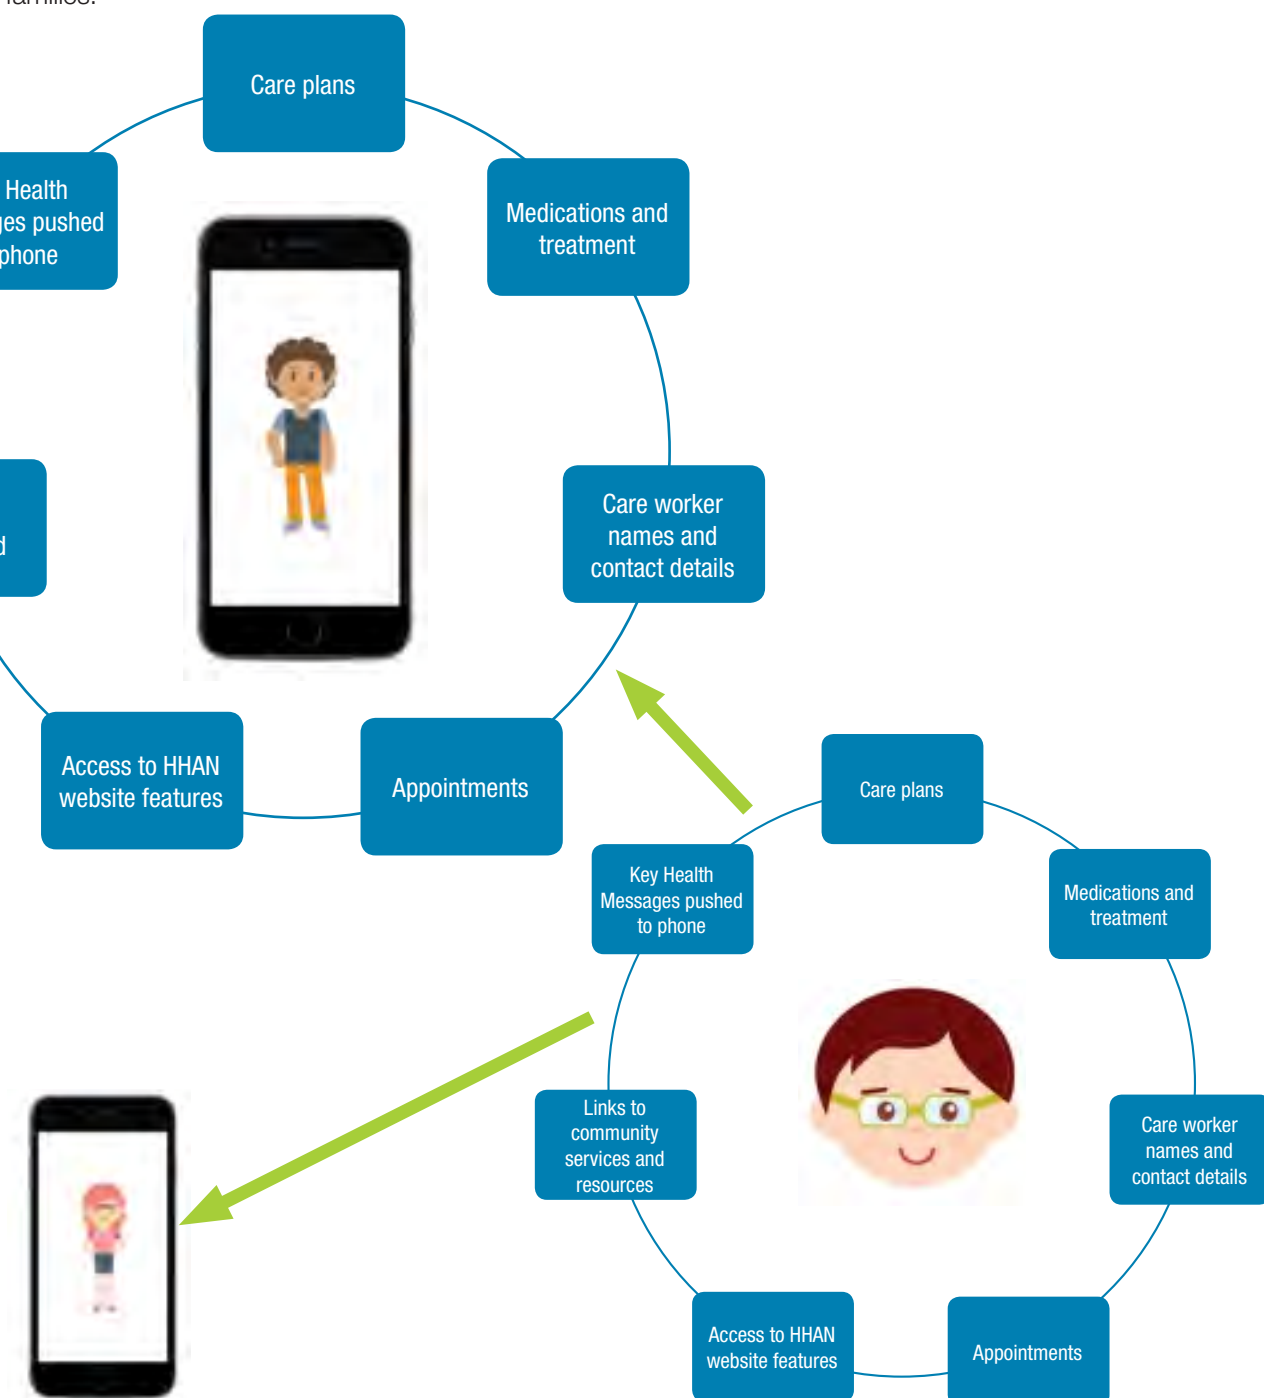 families.
Care plans
Health
ges pushed
phone
Medications and
treatment
Care worker
names and
contact details
d
Access to HHAN
website features
Appointments
Care plans
Key Health
Messages pushed
to phone
Medications and
treatment
Links to
community
services and
resources
Care worker
names and
contact details
Access to HHAN
website features
Appointments